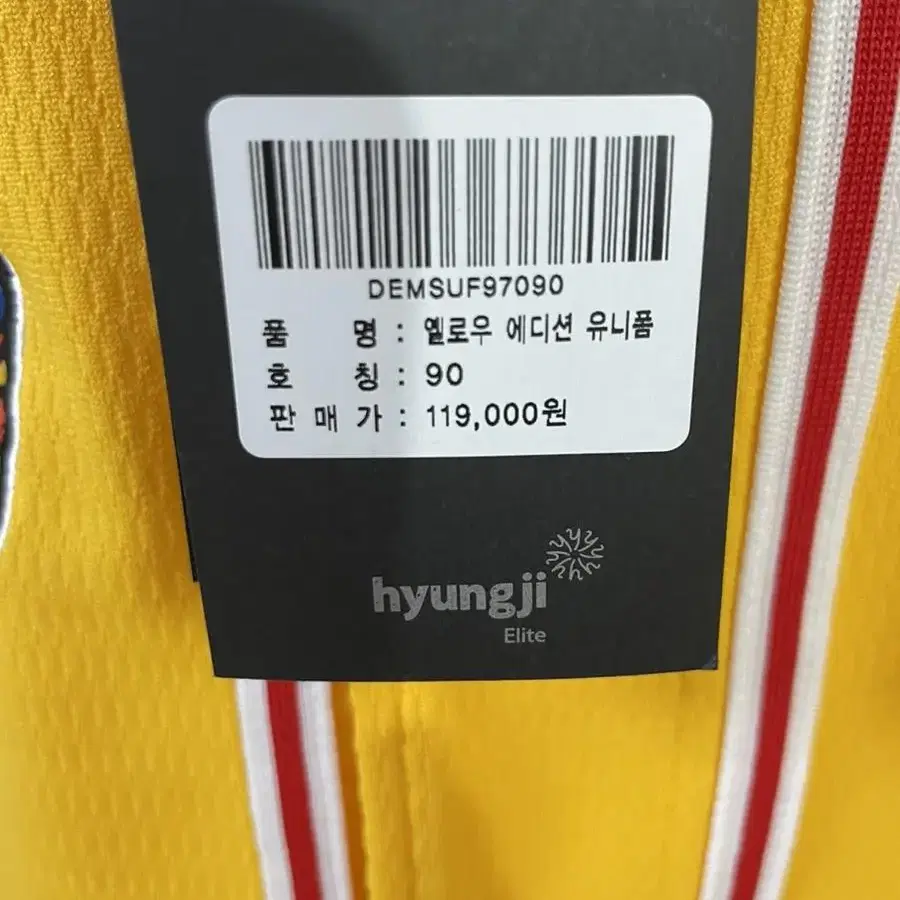 DEMSUF97090
품 명 : 옐로우 에디션 유니폼
호 칭 : 90
판 매 가 : 119,000원
hyungji
Elite